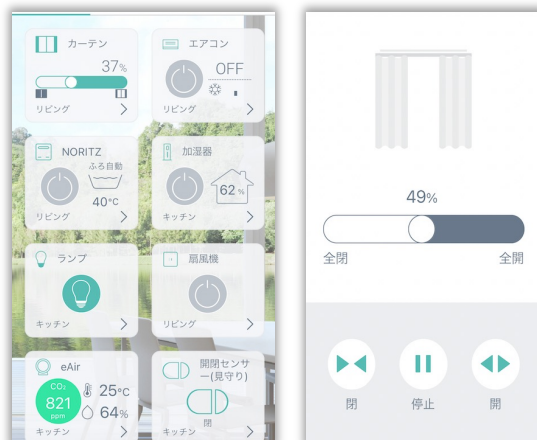 カーテン
37%
リビング
エアコン
OFF
リビング
NORITZ
ふろ自動
40°C
リビング
加湿器
62%
キッチン
ランプ
キッチン
扇風機
リビング
eAir
CO₂
821
ppm
25°C
64%
キッチン
開閉センサ
ー(見守り)
閉
キッチン
49%
全閉
全開
閉
停止
開